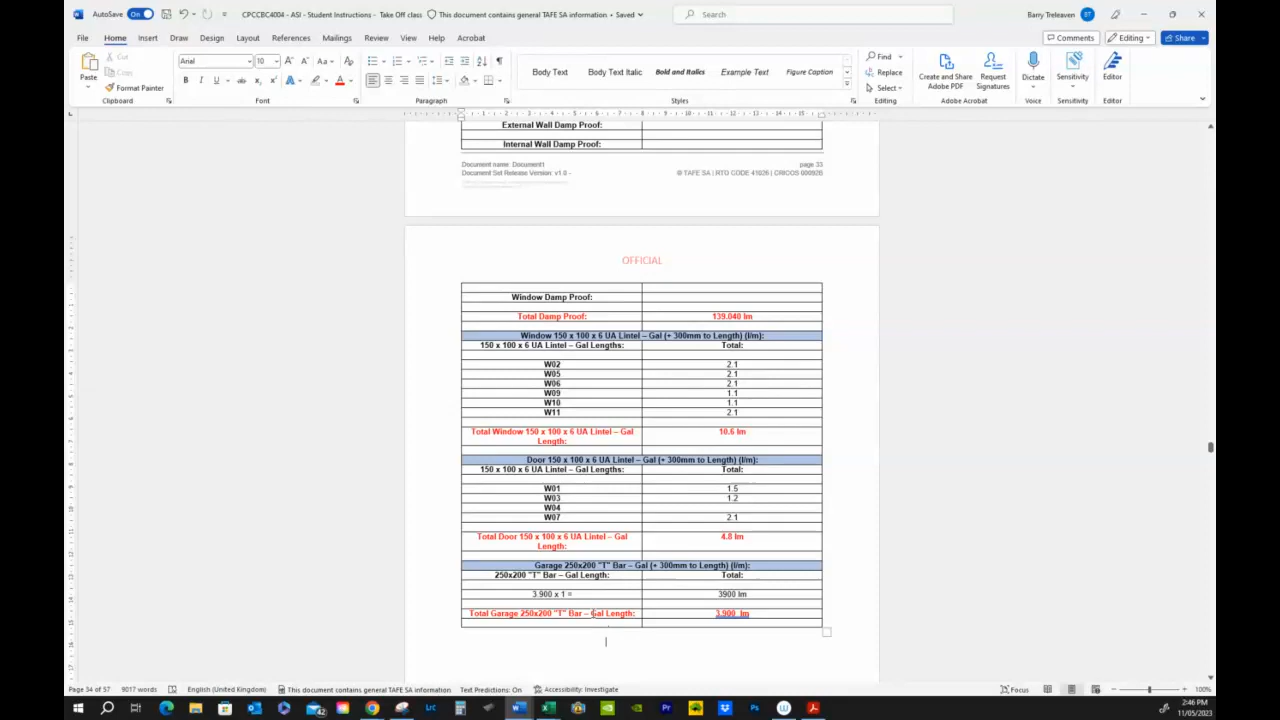 AutoSave On CPCCBC4004 - ASI - Student Instructions - Take Off class This document contains general TAFE SA information • Saved Search Barry Treleaven BT
File Home Insert Draw Design Layout References Mailings Review View Help Acrobat Comments Editing Share
Paste Cut Copy Format Painter
Arial 10
Body Text Body Text Italic Bold and Italics Example Text Figure Caption
Find Replace Select
Create and Share Adobe PDF Request Signatures Dictate Sensitivity Editor
Clipboard Font Paragraph Styles Editing Adobe Acrobat Voice Sensitivity Editor
External Wall Damp Proof:
Internal Wall Damp Proof:
Document name: Document1 page 33
Document Set Release Version: v1.0 - ® TAFE SA | RTO CODE 41026 | CRICOS 00092B
OFFICIAL
Window Damp Proof:
Total Damp Proof: 139.040 lm
Window 150 x 100 x 6 UA Lintel – Gal (+ 300mm to Length) (l/m):
150 x 100 x 6 UA Lintel – Gal Lengths: Total:
W02 2.1
W05 2.1
W06 2.1
W09 1.1
W10 1.1
W11 2.1
Total Window 150 x 100 x 6 UA Lintel – Gal Length: 10.6 lm
Door 150 x 100 x 6 UA Lintel – Gal (+ 300mm to Length) (l/m):
150 x 100 x 6 UA Lintel – Gal Lengths: Total:
W01 1.5
W03 1.2
W04
W07 2.1
Total Door 150 x 100 x 6 UA Lintel – Gal Length: 4.8 lm
Garage 250x200 "T" Bar – Gal (+ 300mm to Length) (l/m):
250x200 "T" Bar – Gal Length: Total:
3.900 x 1 = 3900 lm
Total Garage 250x200 "T" Bar – Gal Length: 3.900 lm
Page 34 of 57 9017 words English (United Kingdom) This document contains general TAFE SA information Text Predictions: On Accessibility: Investigate Focus 100%
2:46 PM
11/05/2023